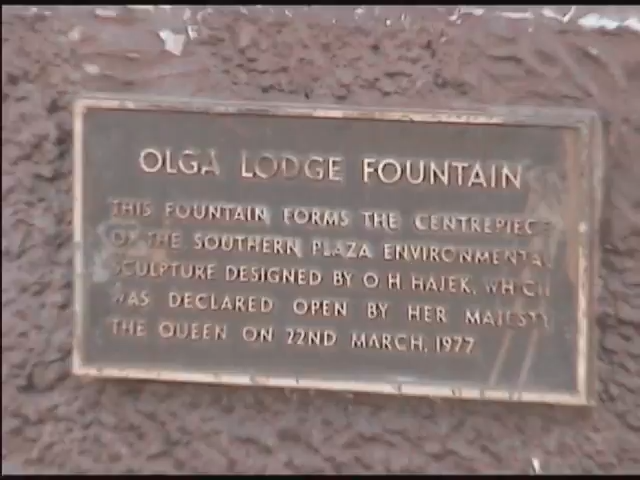 OLGA LODGE FOUNTAIN
THIS FOUNTAIN FORMS THE CENTREPIECE
OF THE SOUTHERN PLAZA ENVIRONMENTAL
SCULPTURE DESIGNED BY O.H. HAJEK, WHICH
WAS DECLARED OPEN BY HER MAJESTY
THE QUEEN ON 22ND MARCH, 1977